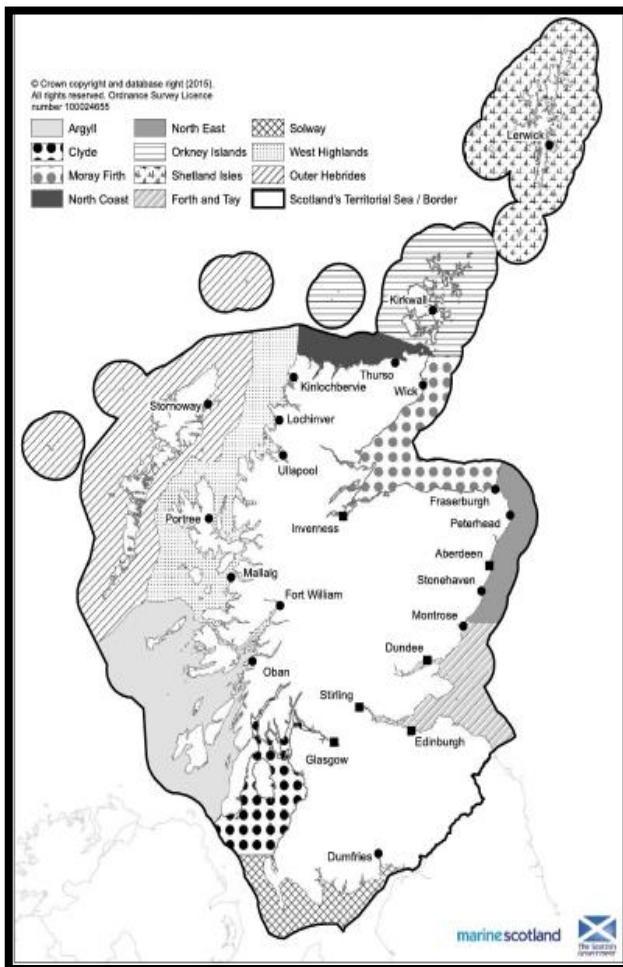 © Crown copyright and database right (2015).
All rights reserved. Ordnance Survey Licence
number 100024655
Argyll
North East
Solway
Clyde
Orkney Islands
West Highlands
Moray Firth
Shetland Isles
Outer Hebrides
North Coast
Forth and Tay
Scotland's Territorial Sea / Border
Lerwick
Kirkwall
Thurso
Kinlochbervie
Wick
Stornoway
Lochinver
Ullapool
Fraserburgh
Portree
Inverness
Peterhead
Aberdeen
Mallaig
Stonehaven
Fort William
Montrose
Dundee
Oban
Stirling
Edinburgh
Glasgow
Dumfries
marinescotland
The Scottish
Government